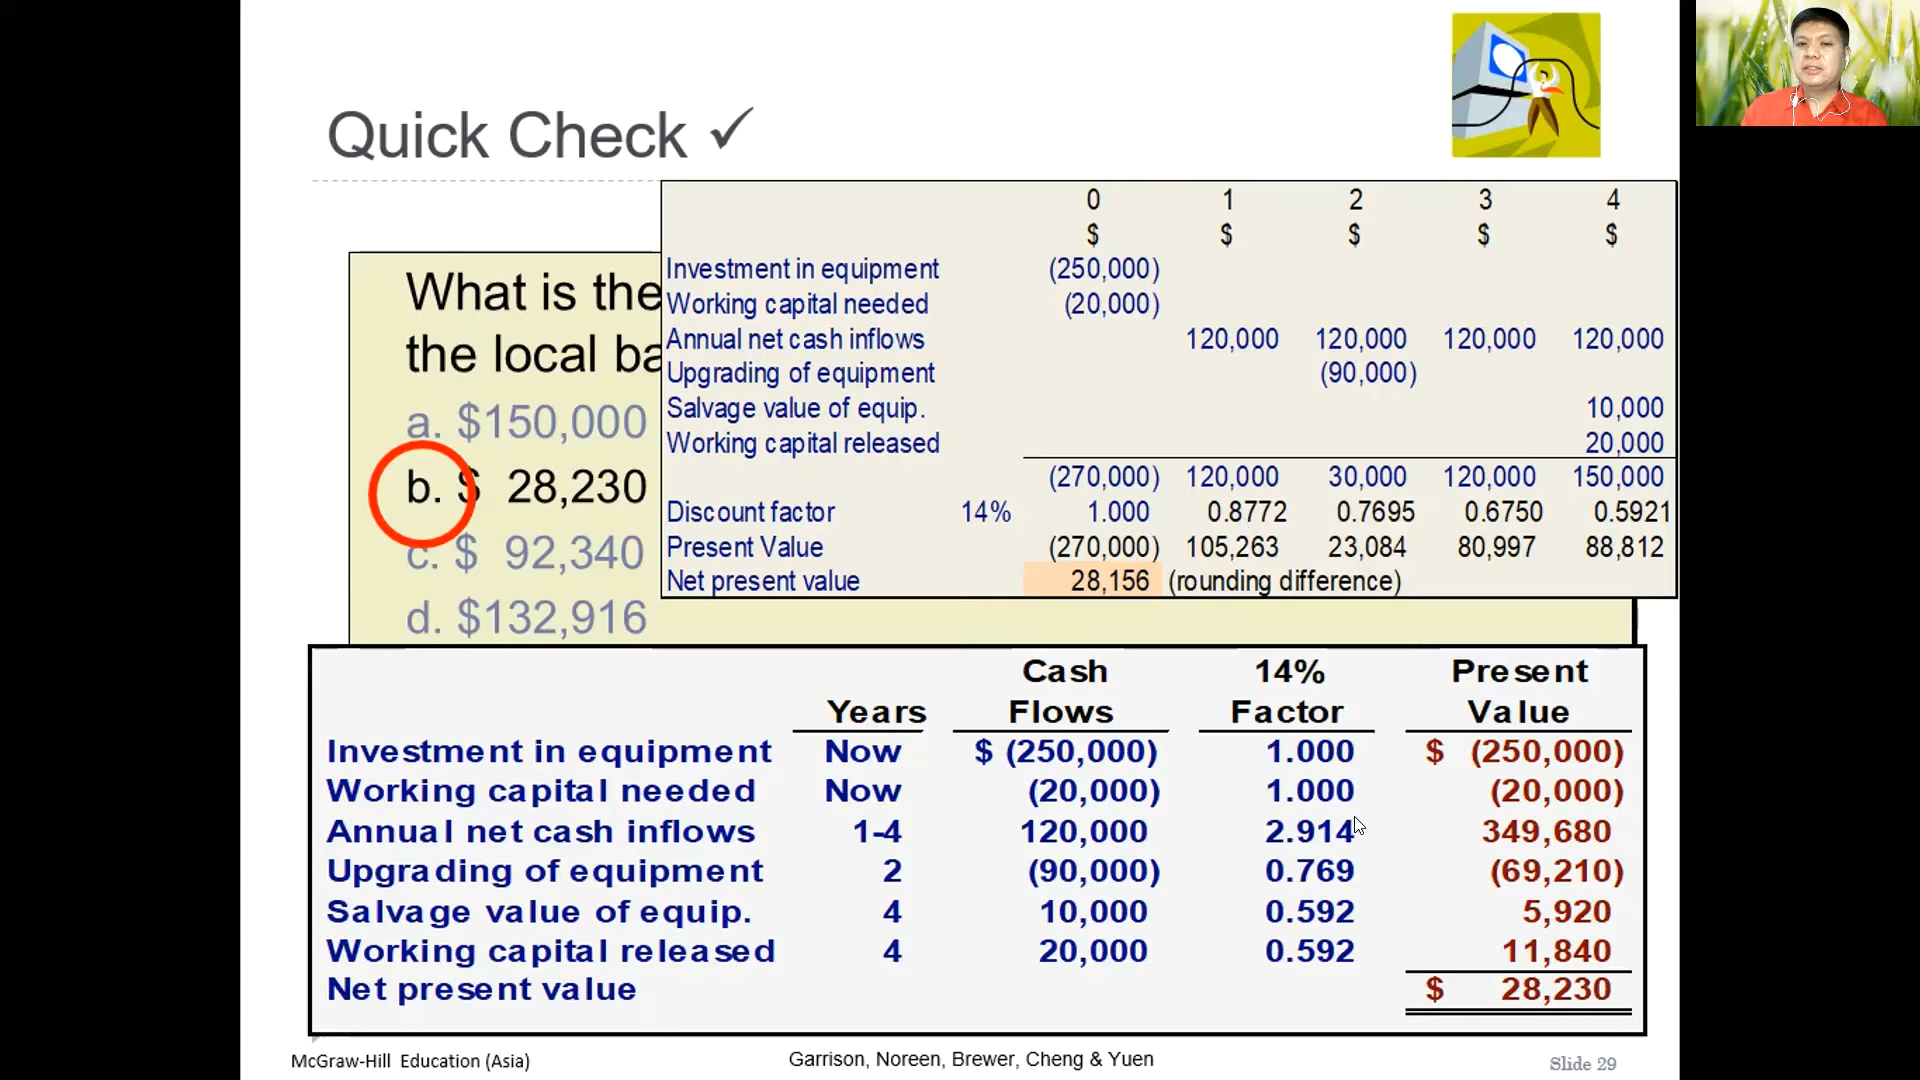 Quick Check ✓
What is the
the local ba
a. $150,000
b. $ 28,230
c. $ 92,340
d. $132,916
0 1 2 3 4
$ $ $ $ $
Investment in equipment (250,000)
Working capital needed (20,000)
Annual net cash inflows 120,000 120,000 120,000 120,000
Upgrading of equipment (90,000)
Salvage value of equip. 10,000
Working capital released 20,000
(270,000) 120,000 30,000 120,000 150,000
Discount factor 14% 1.000 0.8772 0.7695 0.6750 0.5921
Present Value (270,000) 105,263 23,084 80,997 88,812
Net present value 28,156 (rounding difference)
Cash 14% Present
Years Flows Factor Value
Investment in equipment Now $ (250,000) 1.000 $ (250,000)
Working capital needed Now (20,000) 1.000 (20,000)
Annual net cash inflows 1-4 120,000 2.914 349,680
Upgrading of equipment 2 (90,000) 0.769 (69,210)
Salvage value of equip. 4 10,000 0.592 5,920
Working capital released 4 20,000 0.592 11,840
Net present value $ 28,230
McGraw-Hill Education (Asia) Garrison, Noreen, Brewer, Cheng & Yuen Slide 29